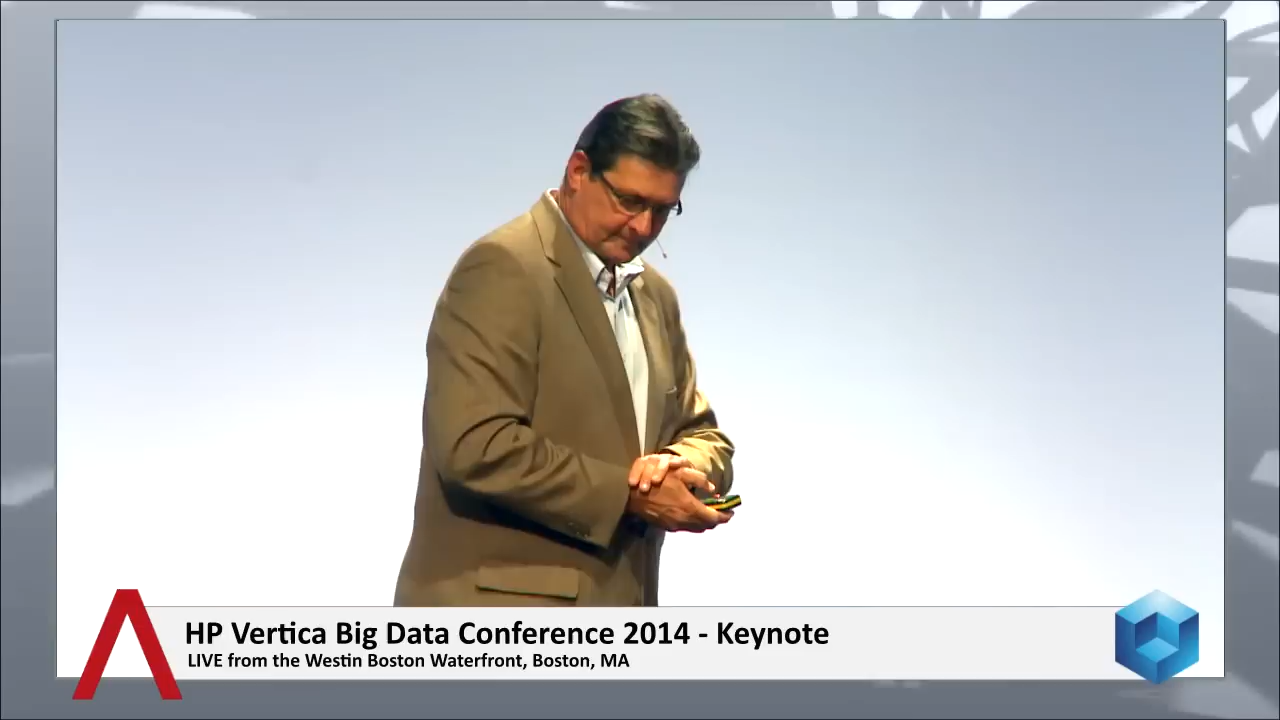 HP Vertica Big Data Conference 2014 - Keynote
LIVE from the Westin Boston Waterfront, Boston, MA